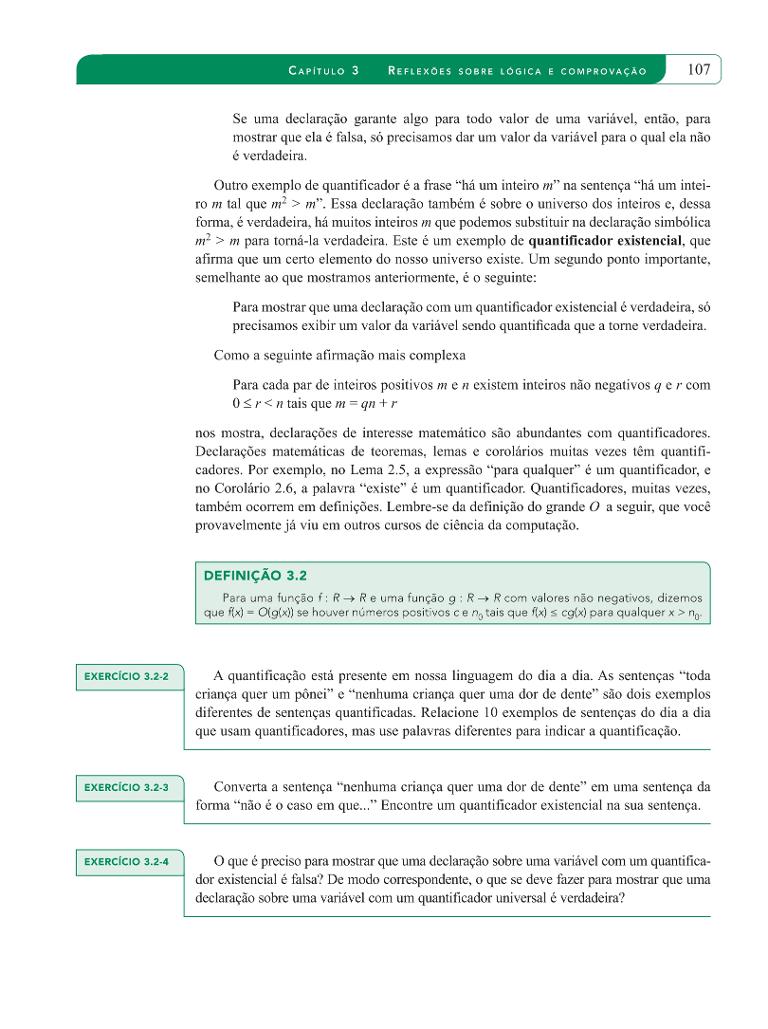 CAPÍTULO 3 REFLEXÕES SOBRE LÓGICA E COMPROVAÇÃO 107
Se uma declaração garante algo para todo valor de uma variável, então, para
mostrar que ela é falsa, só precisamos dar um valor da variável para o qual ela não
é verdadeira.
Outro exemplo de quantificador é a frase “há um inteiro m” na sentença “há um intei-
ro m tal que m² > m”. Essa declaração também é sobre o universo dos inteiros e, dessa
forma, é verdadeira, há muitos inteiros m que podemos substituir na declaração simbólica
m² > m para torná-la verdadeira. Este é um exemplo de quantificador existencial, que
afirma que um certo elemento do nosso universo existe. Um segundo ponto importante,
semelhante ao que mostramos anteriormente, é o seguinte:
Para mostrar que uma declaração com um quantificador existencial é verdadeira, só
precisamos exibir um valor da variável sendo quantificada que a torne verdadeira.
Como a seguinte afirmação mais complexa
Para cada par de inteiros positivos m e n existem inteiros não negativos q e r com
0 ≤ r < n tais que m = qn + r
nos mostra, declarações de interesse matemático são abundantes com quantificadores.
Declarações matemáticas de teoremas, lemas e corolários muitas vezes têm quantifi-
cadores. Por exemplo, no Lema 2.5, a expressão “para qualquer” é um quantificador, e
no Corolário 2.6, a palavra “existe” é um quantificador. Quantificadores, muitas vezes,
também ocorrem em definições. Lembre-se da definição do grande O a seguir, que você
provavelmente já viu em outros cursos de ciência da computação.
DEFINIÇÃO 3.2
Para uma função f : R → R e uma função g : R → R com valores não negativos, dizemos
que f(x) = O(g(x)) se houver números positivos c e n₀ tais que f(x) ≤ cg(x) para qualquer x > n₀.
EXERCÍCIO 3.2-2
A quantificação está presente em nossa linguagem do dia a dia. As sentenças “toda
criança quer um pônei” e “nenhuma criança quer uma dor de dente” são dois exemplos
diferentes de sentenças quantificadas. Relacione 10 exemplos de sentenças do dia a dia
que usam quantificadores, mas use palavras diferentes para indicar a quantificação.
EXERCÍCIO 3.2-3
Converta a sentença “nenhuma criança quer uma dor de dente” em uma sentença da
forma “não é o caso em que...” Encontre um quantificador existencial na sua sentença.
EXERCÍCIO 3.2-4
O que é preciso para mostrar que uma declaração sobre uma variável com um quantifica-
dor existencial é falsa? De modo correspondente, o que se deve fazer para mostrar que uma
declaração sobre uma variável com um quantificador universal é verdadeira?